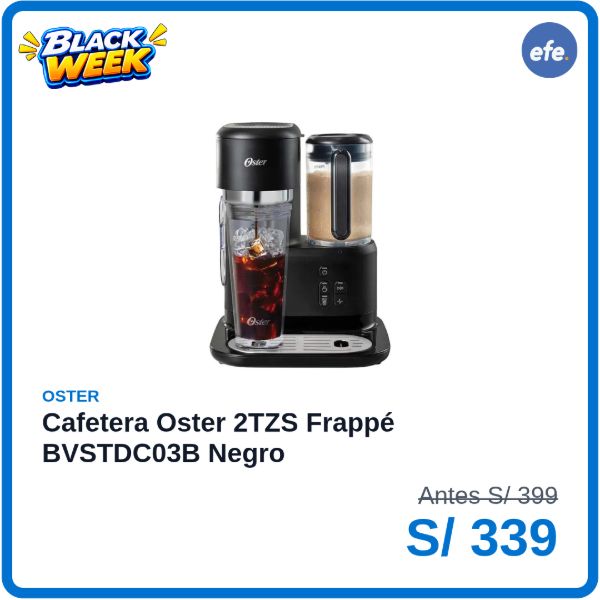 BLACK
WEEK
efe.
Oster
Oster
OSTER
Cafetera Oster 2TZS Frappé
BVSTDC03B Negro
Antes S/ 399
S/ 339